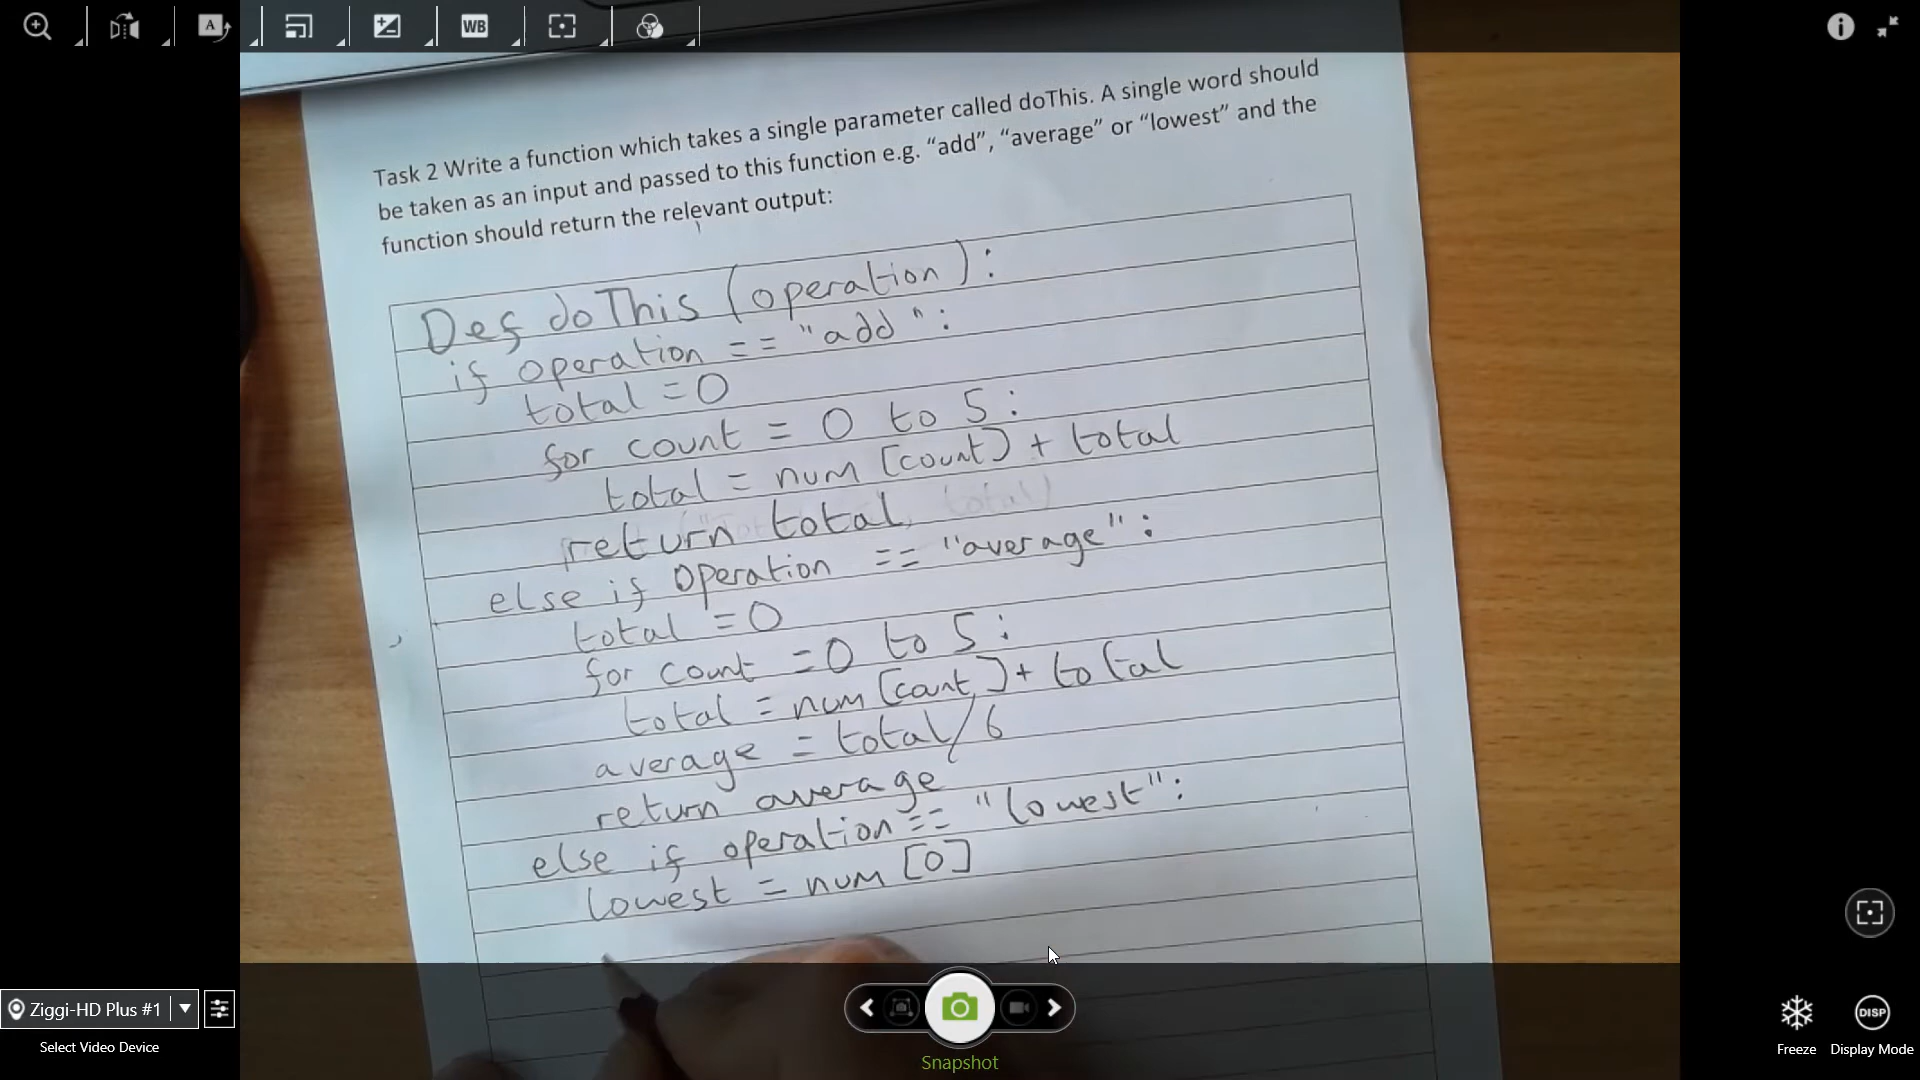 WB
Task 2 Write a function which takes a single parameter called doThis. A single word should
be taken as an input and passed to this function e.g. “add”, “average” or “lowest” and the
function should return the relevant output:
Def doThis (operation):
if operation == "add":
total = 0
for count = 0 to 5:
total = num [count] + total
return total
else if operation == "average":
total = 0
for count = 0 to 5:
total = num [count] + total
average = total/6
return average
else if operation == "lowest":
lowest = num [0]
Ziggi-HD Plus #1
Select Video Device
Snapshot
Freeze
DISP
Display Mode